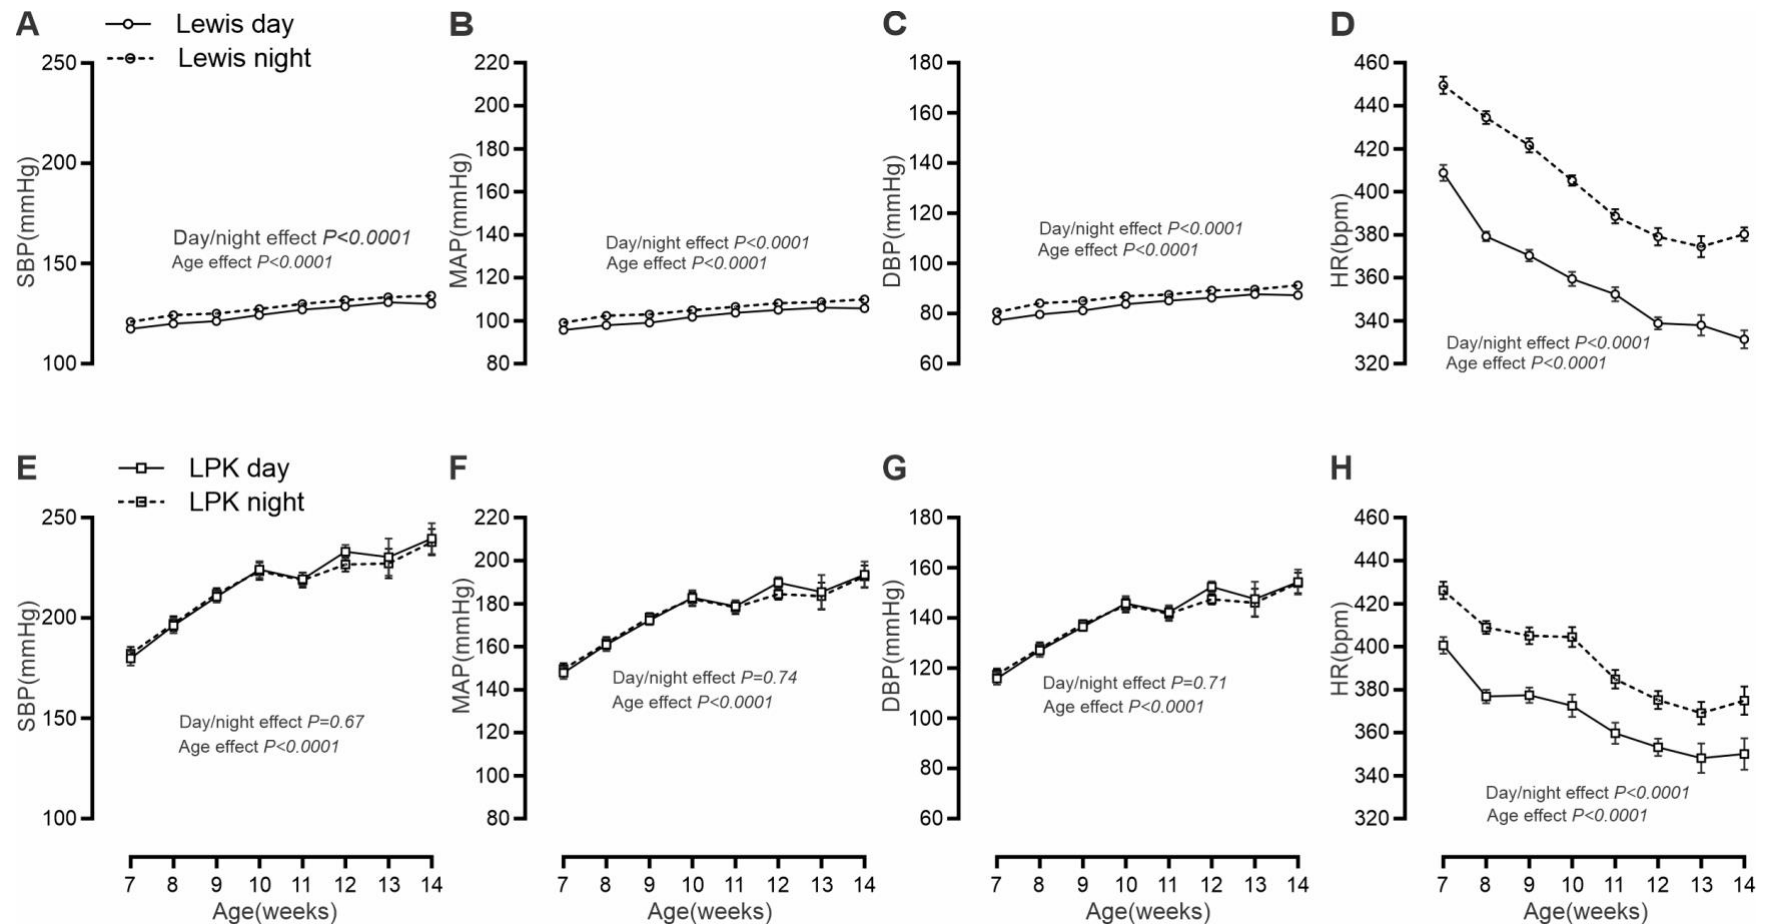 A
Lewis day
Lewis night
250
200
150
100
SBP(mmHg)
Day/night effect P<0.0001
Age effect P<0.0001
B
220
200
180
160
140
120
100
80
MAP(mmHg)
Day/night effect P<0.0001
Age effect P<0.0001
C
180
160
140
120
100
80
60
DBP(mmHg)
Day/night effect P<0.0001
Age effect P<0.0001
D
460
440
420
400
380
360
340
320
HR(bpm)
Day/night effect P<0.0001
Age effect P<0.0001
E
LPK day
LPK night
250
200
150
100
SBP(mmHg)
Day/night effect P=0.67
Age effect P<0.0001
7 8 9 10 11 12 13 14
Age(weeks)
F
220
200
180
160
140
120
100
80
MAP(mmHg)
Day/night effect P=0.74
Age effect P<0.0001
7 8 9 10 11 12 13 14
Age(weeks)
G
180
160
140
120
100
80
60
DBP(mmHg)
Day/night effect P=0.71
Age effect P<0.0001
7 8 9 10 11 12 13 14
Age(weeks)
H
460
440
420
400
380
360
340
320
HR(bpm)
Day/night effect P<0.0001
Age effect P<0.0001
7 8 9 10 11 12 13 14
Age(weeks)